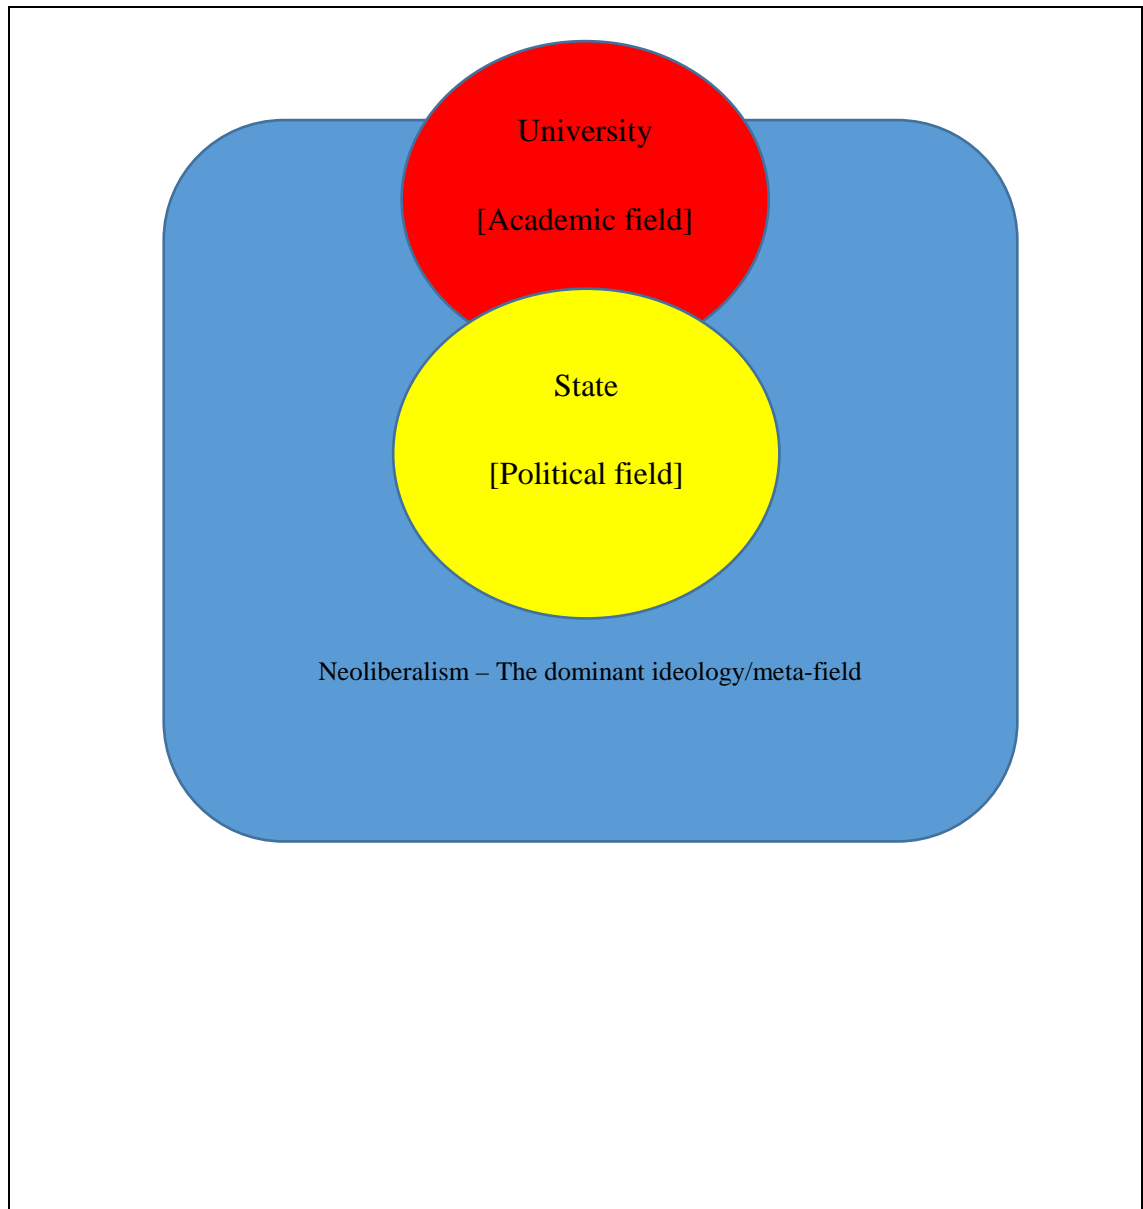 University
[Academic field]
State
[Political field]
Neoliberalism – The dominant ideology/meta-field